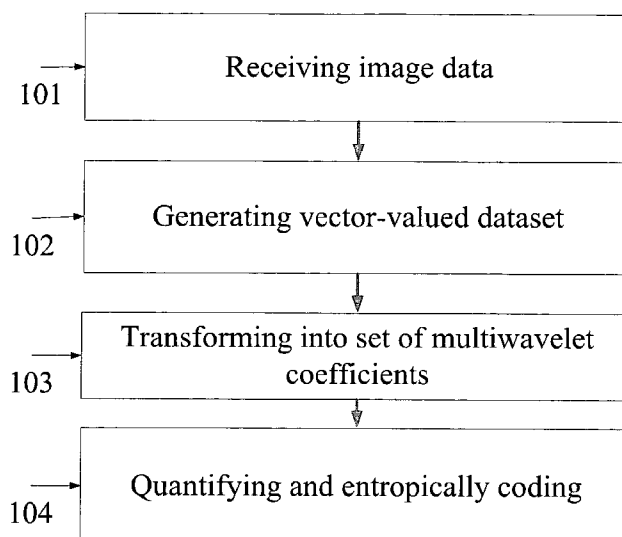 Receiving image data
101
Generating vector-valued dataset
102
Transforming into set of multiwavelet
coefficients
103
Quantifying and entropically coding
104